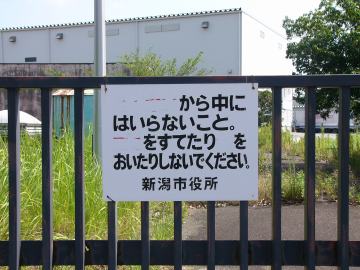 から中に
はいらないこと。
をすてたり を
おいたりしないでください。
新潟市役所